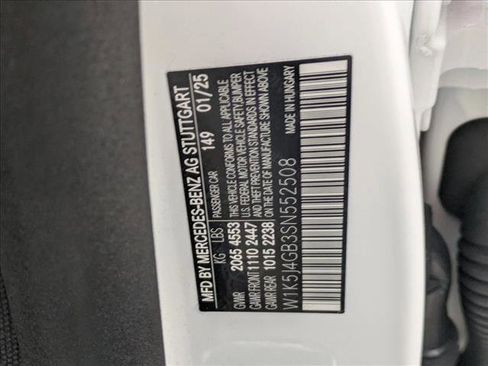 MFD BY MERCEDES-BENZ AG STUTTGART
PASSENGER CAR 149 01/25
KG LBS THIS VEHICLE CONFORMS TO ALL APPLICABLE
GVWR 2065 4553 U.S. FEDERAL MOTOR VEHICLE SAFETY, BUMPER
GAWR FRONT 1110 2447 AND THEFT PREVENTION STANDARDS IN EFFECT
GAWR REAR 1015 2238 ON THE DATE OF MANUFACTURE SHOWN ABOVE
W1K5J4GB3SN552508 MADE IN HUNGARY